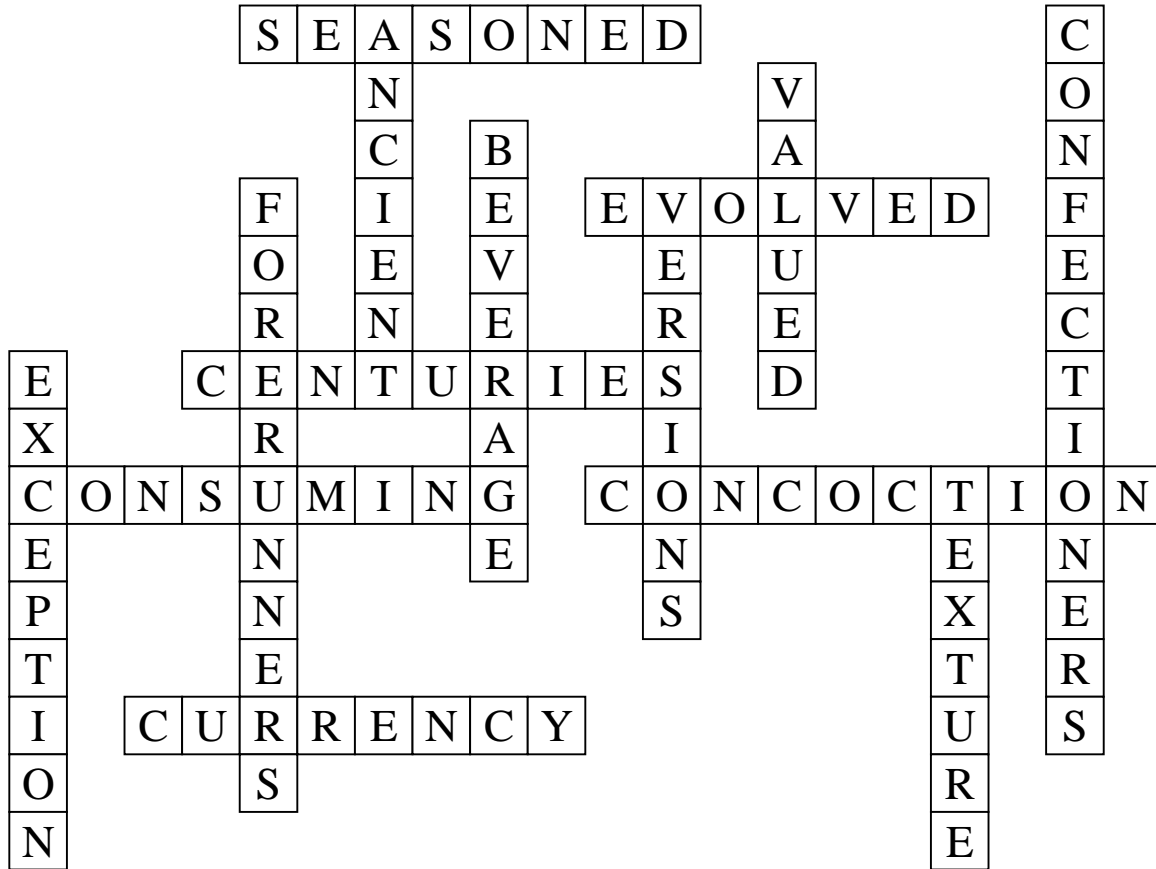 SEASONED
ANCIENT
CONFECTIONERS
VALUED
BEVERAGE
FORERUNNERS
EVOLVED
VERSIONS
EXCEPTION
CENTURIES
CONSUMING
CONCOCTION
TEXTURE
CURRENCY